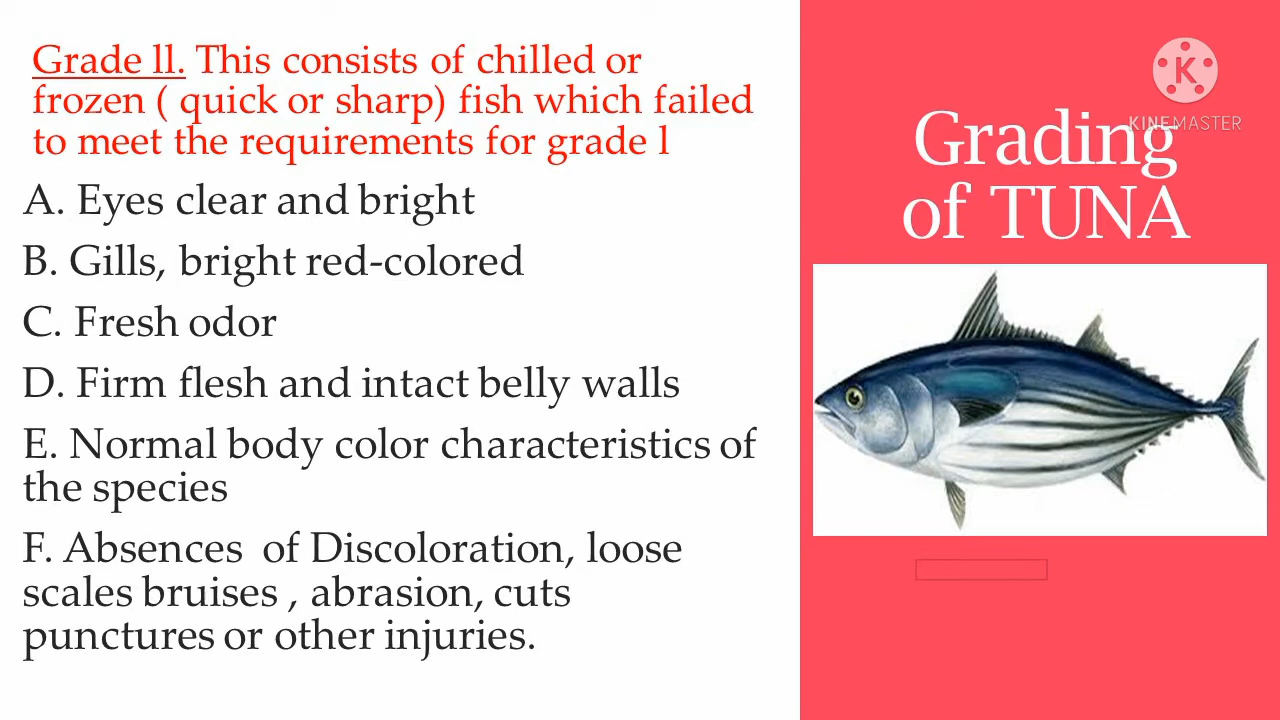 Grade ll. This consists of chilled or
frozen ( quick or sharp) fish which failed
to meet the requirements for grade l
A. Eyes clear and bright
B. Gills, bright red-colored
C. Fresh odor
D. Firm flesh and intact belly walls
E. Normal body color characteristics of
the species
F. Absences of Discoloration, loose
scales bruises , abrasion, cuts
punctures or other injuries.
K
KINEMASTER
Grading
of TUNA